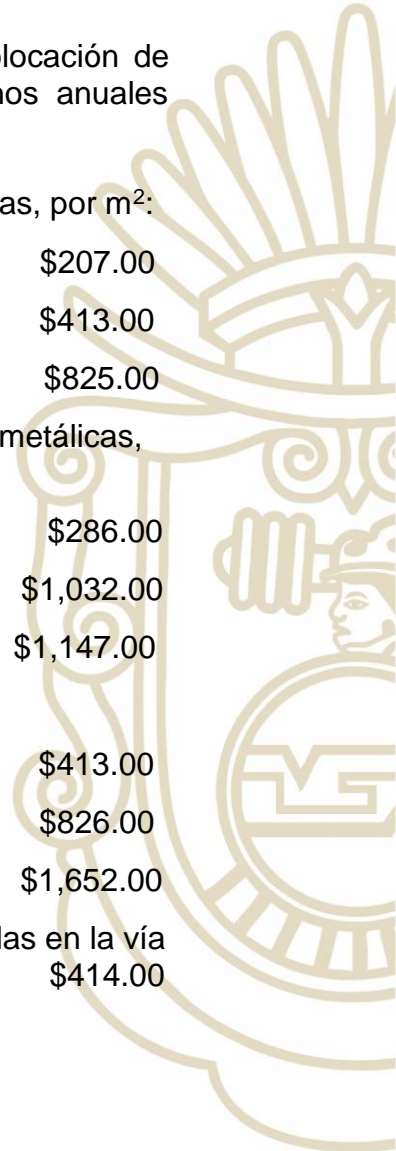 locación de
nos anuales
as, por m²:
$207.00
$413.00
$825.00
metálicas,
$286.00
$1,032.00
$1,147.00
$413.00
$826.00
$1,652.00
das en la vía
$414.00